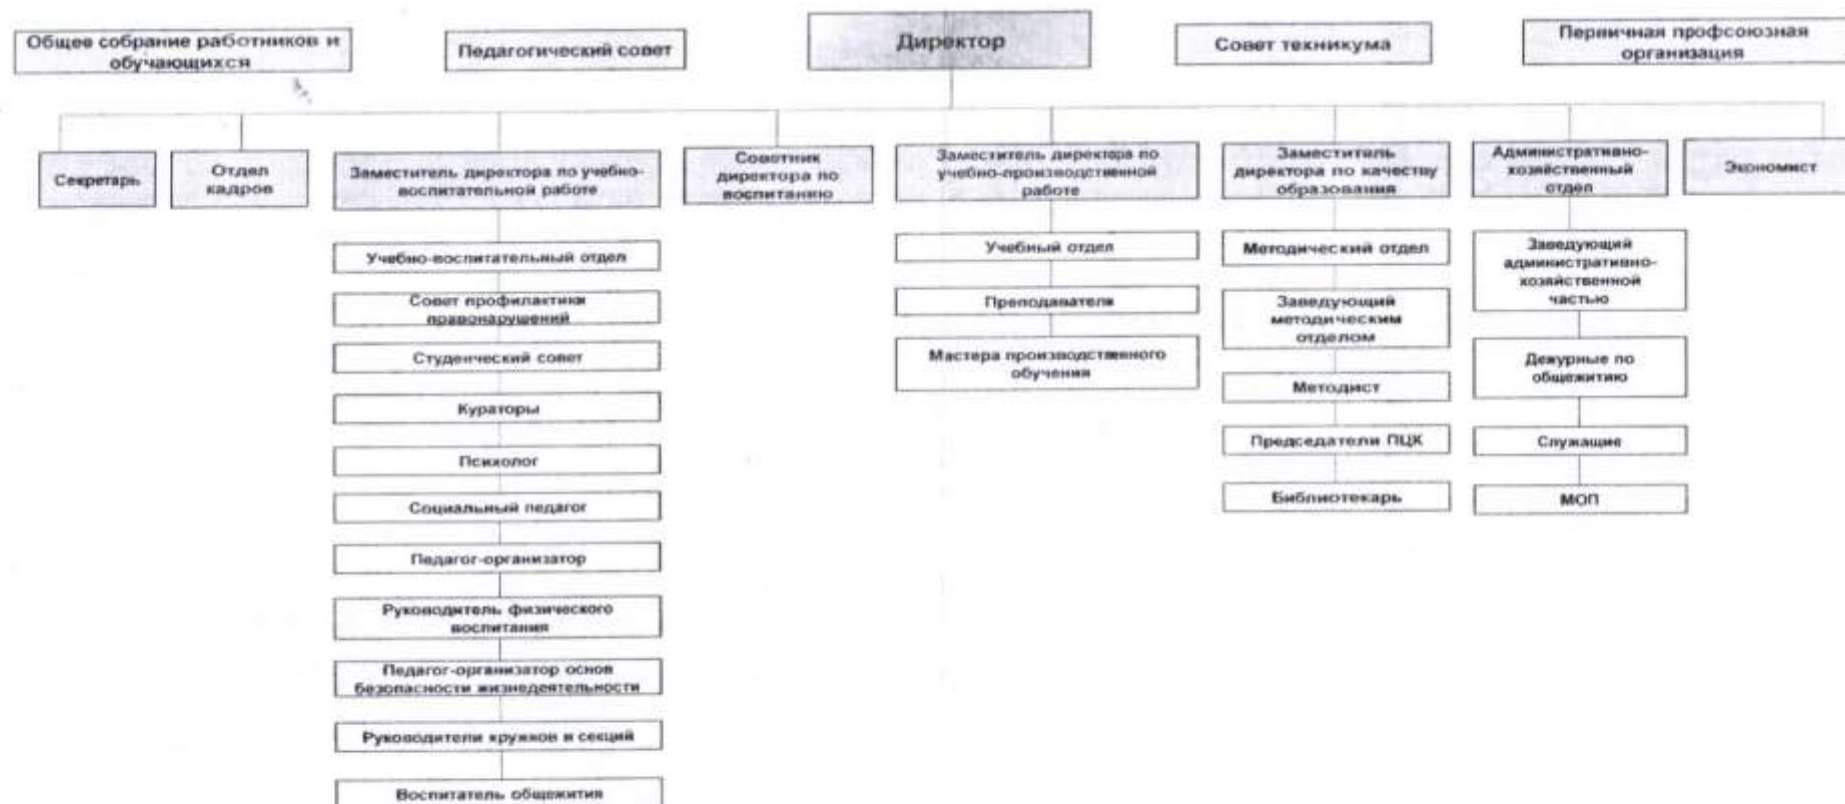 Общее собрание работников и
обучающихся
Педагогический совет
Директор
Совет техникума
Первичная профсоюзная
организация
Секретарь
Отдел
кадров
Заместитель директора по учебно-
воспитательной работе
Советник
директора по
воспитанию
Заместитель директора по
учебно-производственной
работе
Заместитель
директора по качеству
образования
Административно-
хозяйственный
отдел
Экономист
Учебно-воспитательный отдел
Совет профилактики
правонарушений
Студенческий совет
Кураторы
Психолог
Социальный педагог
Педагог-организатор
Руководитель физического
воспитания
Педагог-организатор основ
безопасности жизнедеятельности
Руководители кружков и секций
Воспитатель общежития
Учебный отдел
Преподаватели
Мастера производственного
обучения
Методический отдел
Заведующий
методическим
отделом
Методист
Председатели ПЦК
Библиотекарь
Заведующий
административно-
хозяйственной
частью
Дежурные по
общежитию
Служащие
МОП